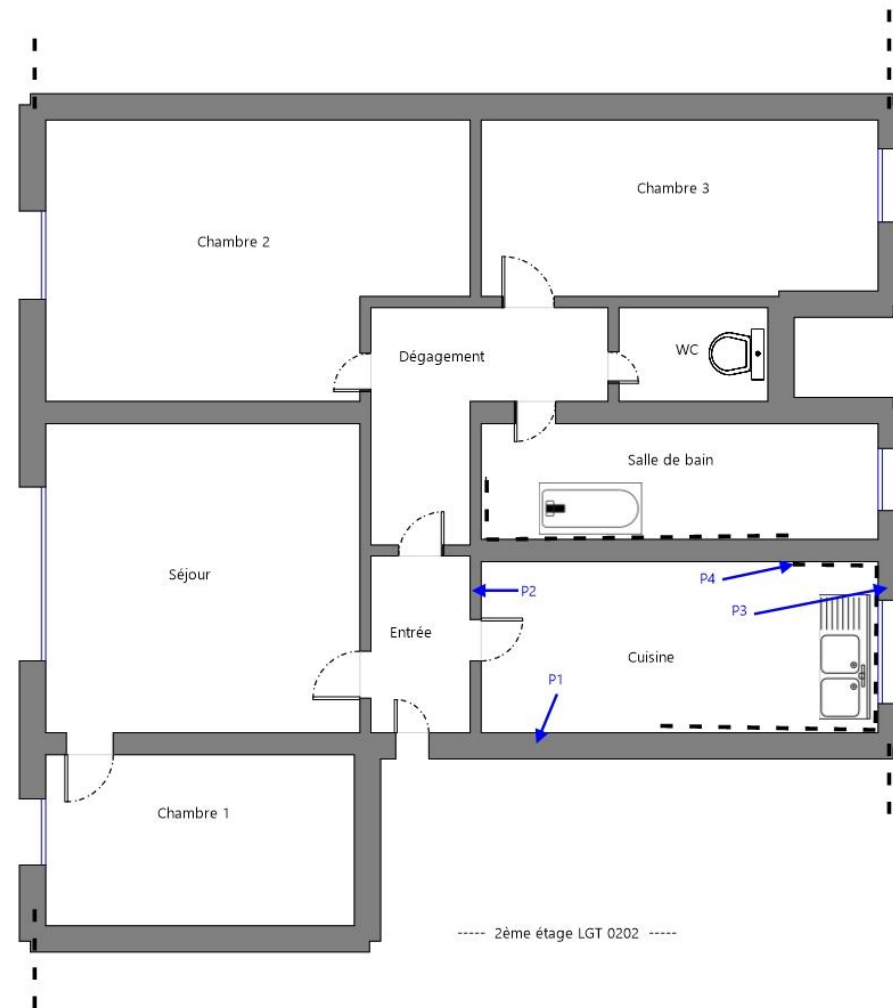 Chambre 3
Chambre 2
WC
Dégagement
Salle de bain
Séjour
P4
P2
P3
Entrée
Cuisine
P1
Chambre 1
----- 2ème étage LGT 0202 -----